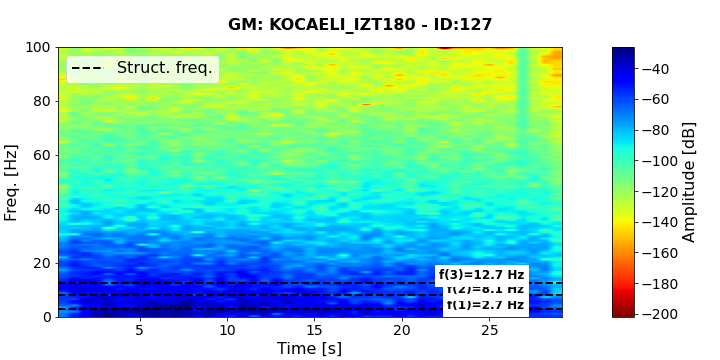 GM: KOCAELI_IZT180 - ID:127
Struct. freq.
f(3)=12.7 Hz
f(2)=8.1 Hz
f(1)=2.7 Hz
100
80
60
40
20
0
Freq. [Hz]
5
10
15
20
25
Time [s]
−40
−60
−80
−100
−120
−140
−160
−180
−200
Amplitude [dB]